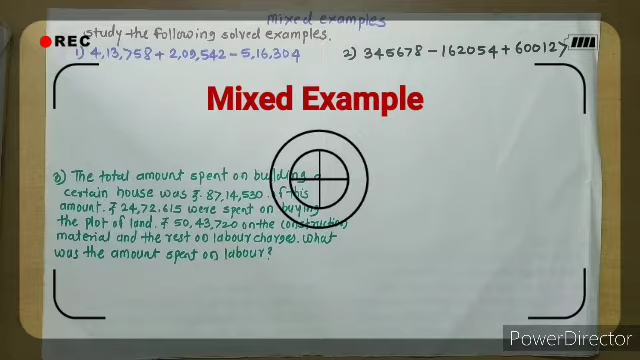 mixed examples
study the following solved examples.
REC
1) 4,13,758 + 2,09,542 – 5,16,304
2) 345678 – 162054 + 600127
Mixed Example
3) The total amount spent on building a
certain house was ₹. 87,14,530. If this
amount. ₹ 24,72.615 were spent on buying
the plot of land. ₹ 50,43,720 on the construction
material and the rest on labour charges. What
was the amount spent on labour?
PowerDirector